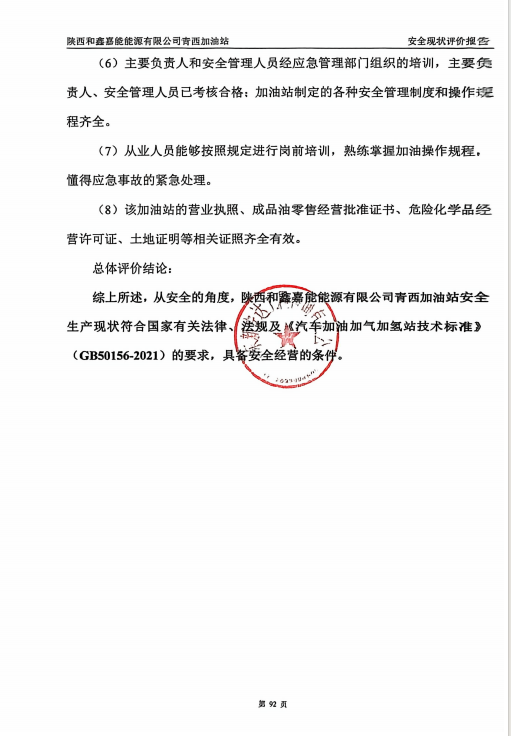 陕西和鑫嘉能能源有限公司青西加油站 安全现状评价报告
（6）主要负责人和安全管理人员经应急管理部门组织的培训，主要负
责人、安全管理人员已考核合格；加油站制定的各种安全管理制度和操作规
程齐全。
（7）从业人员能够按照规定进行岗前培训，熟练掌握加油操作规程，
懂得应急事故的紧急处理。
（8）该加油站的营业执照、成品油零售经营批准证书、危险化学品经
营许可证、土地证明等相关证照齐全有效。
总体评价结论：
综上所述，从安全的角度，陕西和鑫嘉能能源有限公司青西加油站安全
生产现状符合国家有关法律、法规及《汽车加油加气加氢站技术标准》
（GB50156-2021）的要求，具备安全经营的条件。
第 92 页